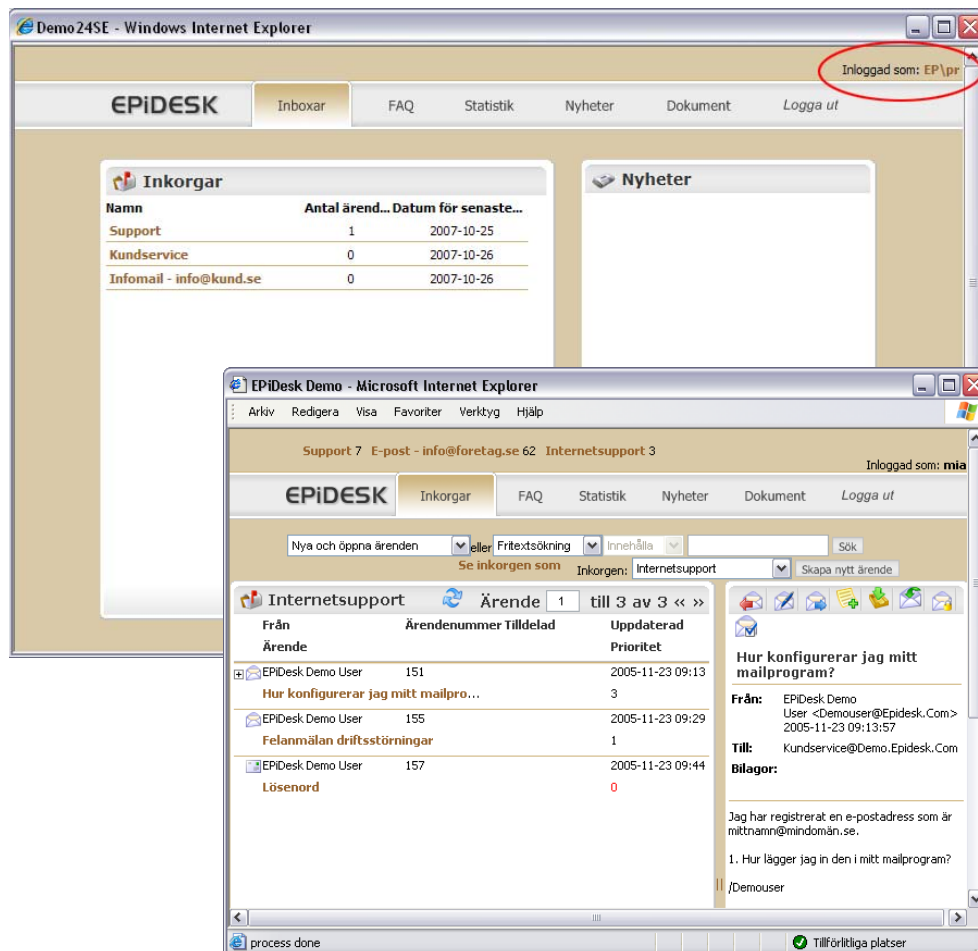 Demo24SE - Windows Internet Explorer
Inloggad som: EP\pr
EPiDESK Inboxar FAQ Statistik Nyheter Dokument Logga ut
Inkorgar
Namn Antal ärend... Datum för senaste...
Support 1 2007-10-25
Kundservice 0 2007-10-26
Infomail - info@kund.se 0 2007-10-26
Nyheter
EPiDesk Demo - Microsoft Internet Explorer
Arkiv Redigera Visa Favoriter Verktyg Hjälp
Support 7 E-post - info@foretag.se 62 Internetsupport 3
Inloggad som: mia
EPiDESK Inkorgar FAQ Statistik Nyheter Dokument Logga ut
Nya och öppna ärenden eller Fritextsökning Innehålla Sök
Se inkorgen som Inkorgen: Internetsupport Skapa nytt ärende
Internetsupport Ärende 1 till 3 av 3 « »
Från Ärendenummer Tilldelad Uppdaterad
Ärende Prioritet
EPiDesk Demo User 151 2005-11-23 09:13
Hur konfigurerar jag mitt mailpro... 3
EPiDesk Demo User 155 2005-11-23 09:29
Felanmälan driftsstörningar 1
EPiDesk Demo User 157 2005-11-23 09:44
Lösenord 0
Hur konfigurerar jag mitt
mailprogram?
Från: EPiDesk Demo
User <Demouser@Epidesk.Com>
2005-11-23 09:13:57
Till: Kundservice@Demo.Epidesk.Com
Bilagor:
Jag har registrerat en e-postadress som är
mittnamn@mindomän.se.
1. Hur lägger jag in den i mitt mailprogram?
/Demouser
process done Tillförlitliga platser